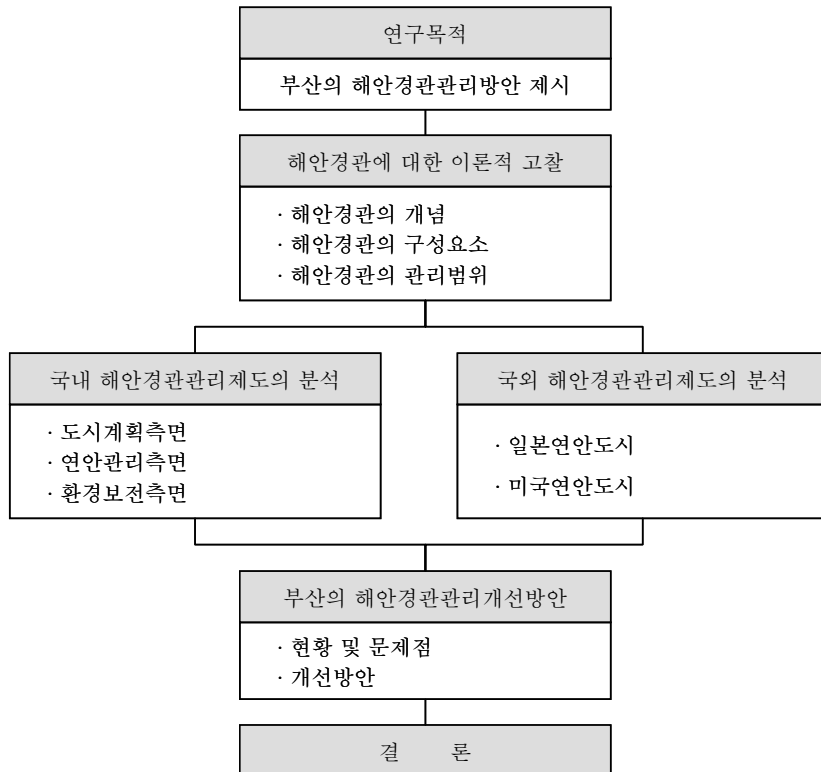 연구목적
부산의 해안경관관리방안 제시
해안경관에 대한 이론적 고찰
· 해안경관의 개념
· 해안경관의 구성요소
· 해안경관의 관리범위
국내 해안경관관리제도의 분석
· 도시계획측면
· 연안관리측면
· 환경보전측면
국외 해안경관관리제도의 분석
· 일본연안도시
· 미국연안도시
부산의 해안경관관리개선방안
· 현황 및 문제점
· 개선방안
결 론